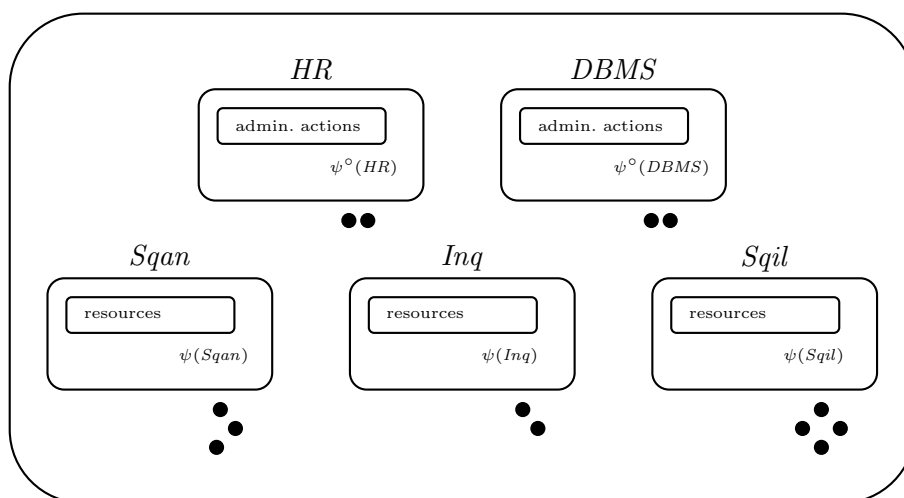 HR
DBMS
admin. actions
admin. actions
ψ°(HR)
ψ°(DBMS)
Sqan
Inq
Sqil
resources
resources
resources
ψ(Sqan)
ψ(Inq)
ψ(Sqil)